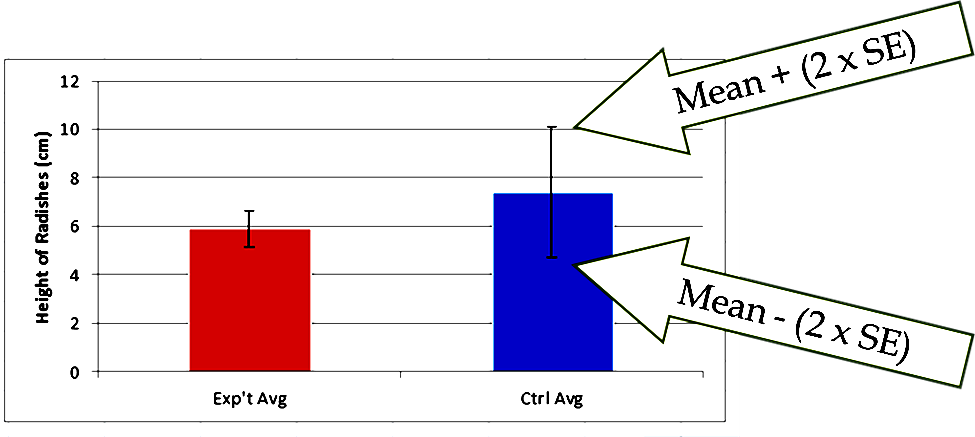 Mean + (2 x SE)
12
10
8
6
4
2
0
Height of Radishes (cm)
Mean - (2 x SE)
Exp't Avg
Ctrl Avg